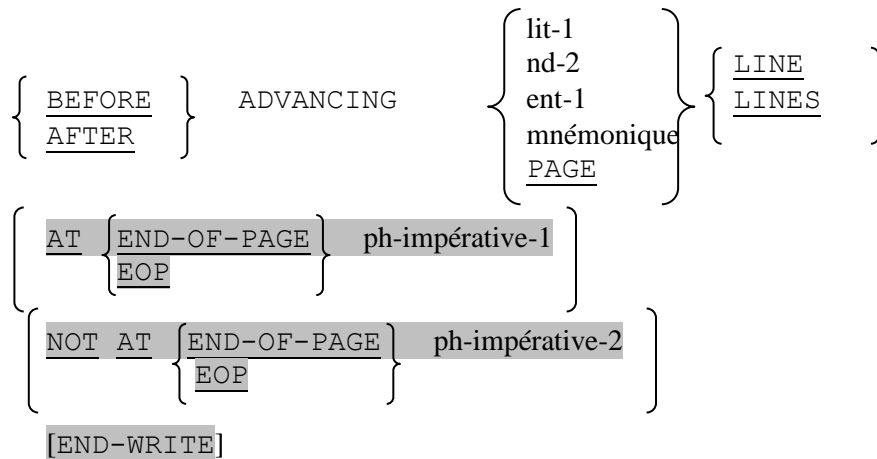 lit-1
nd-2
BEFORE ADVANCING ent-1 LINE
AFTER mnémonique LINES
PAGE
AT END-OF-PAGE ph-impérative-1
EOP
NOT AT END-OF-PAGE ph-impérative-2
EOP
[END-WRITE]